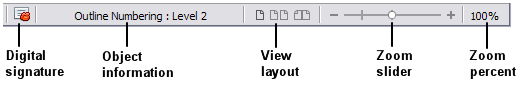 Outline Numbering : Level 2
100%
Digital
signature
Object
information
View
layout
Zoom
slider
Zoom
percent